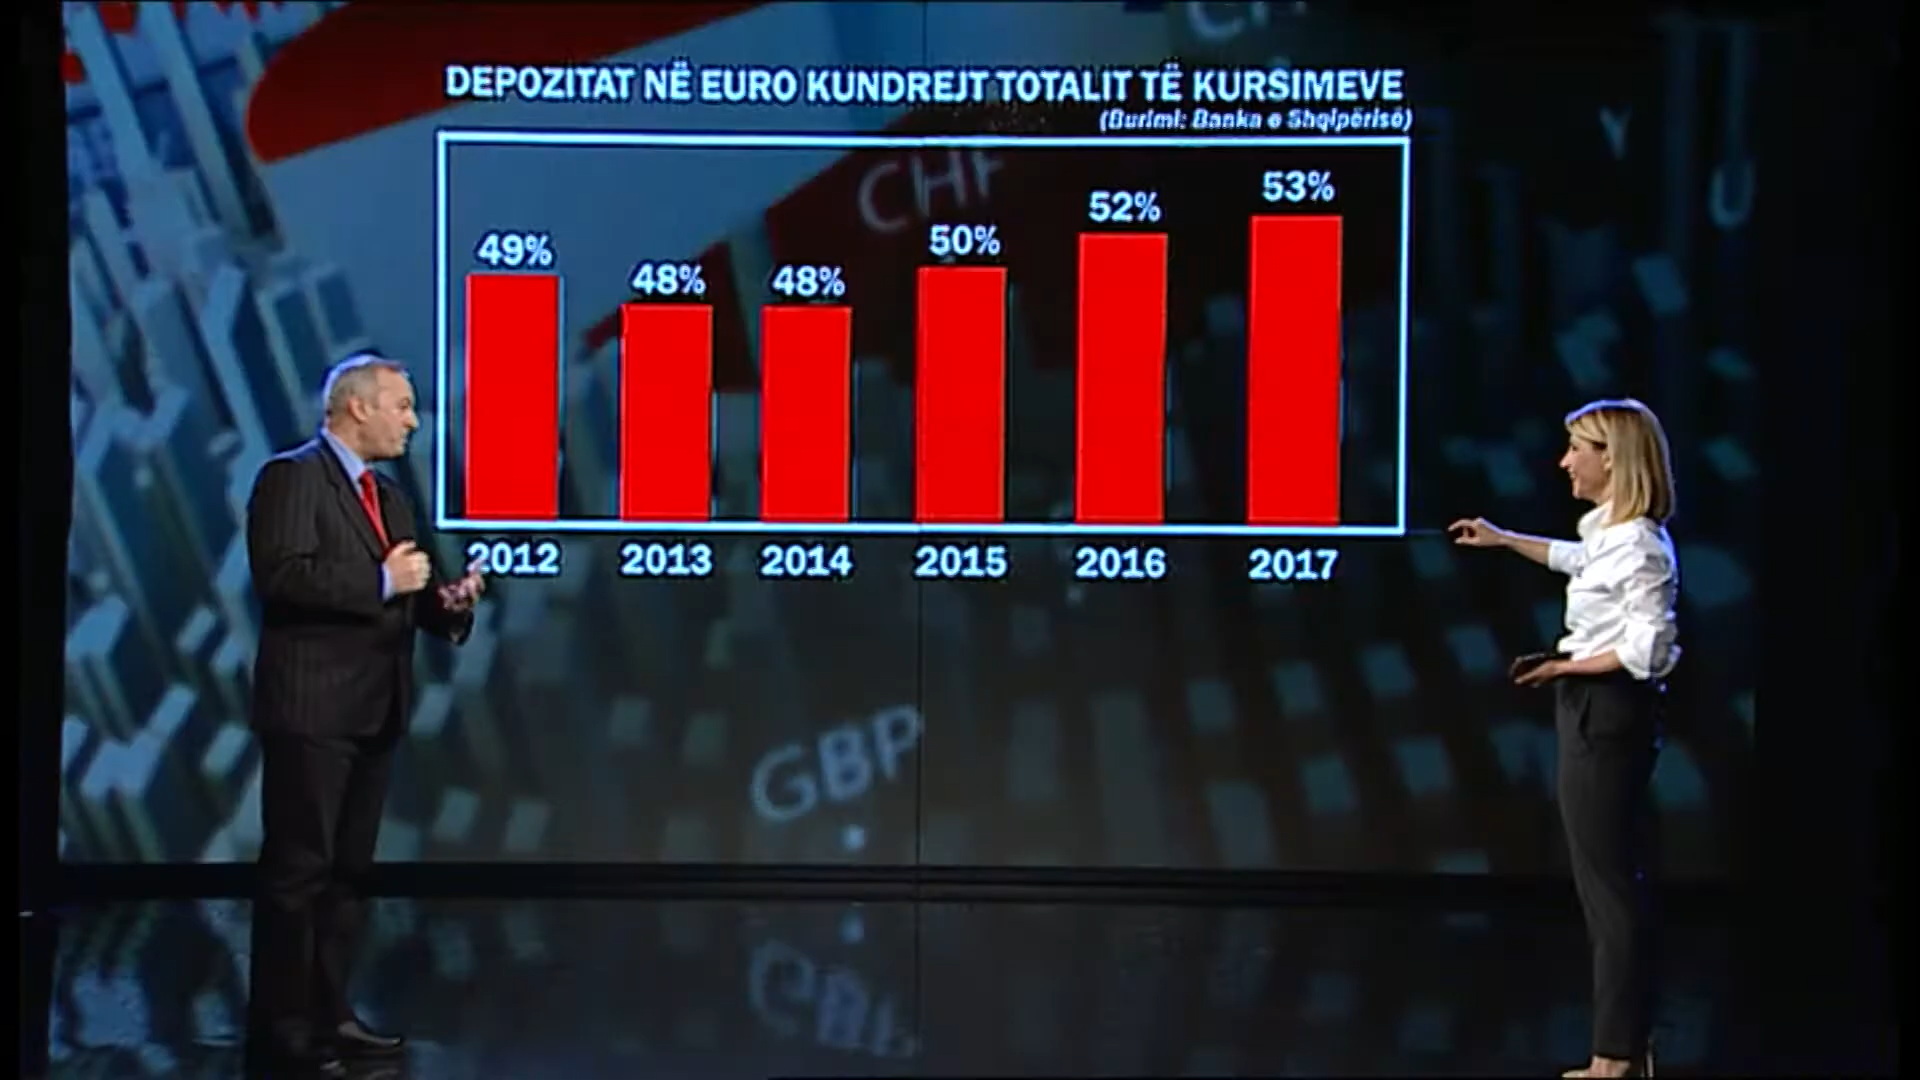 DEPOZITAT NË EURO KUNDREJT TOTALIT TË KURSIMEVE
(Burimi: Banka e Shqipërisë)
CHF
49% 48% 48% 50% 52% 53%
2012 2013 2014 2015 2016 2017
GBP